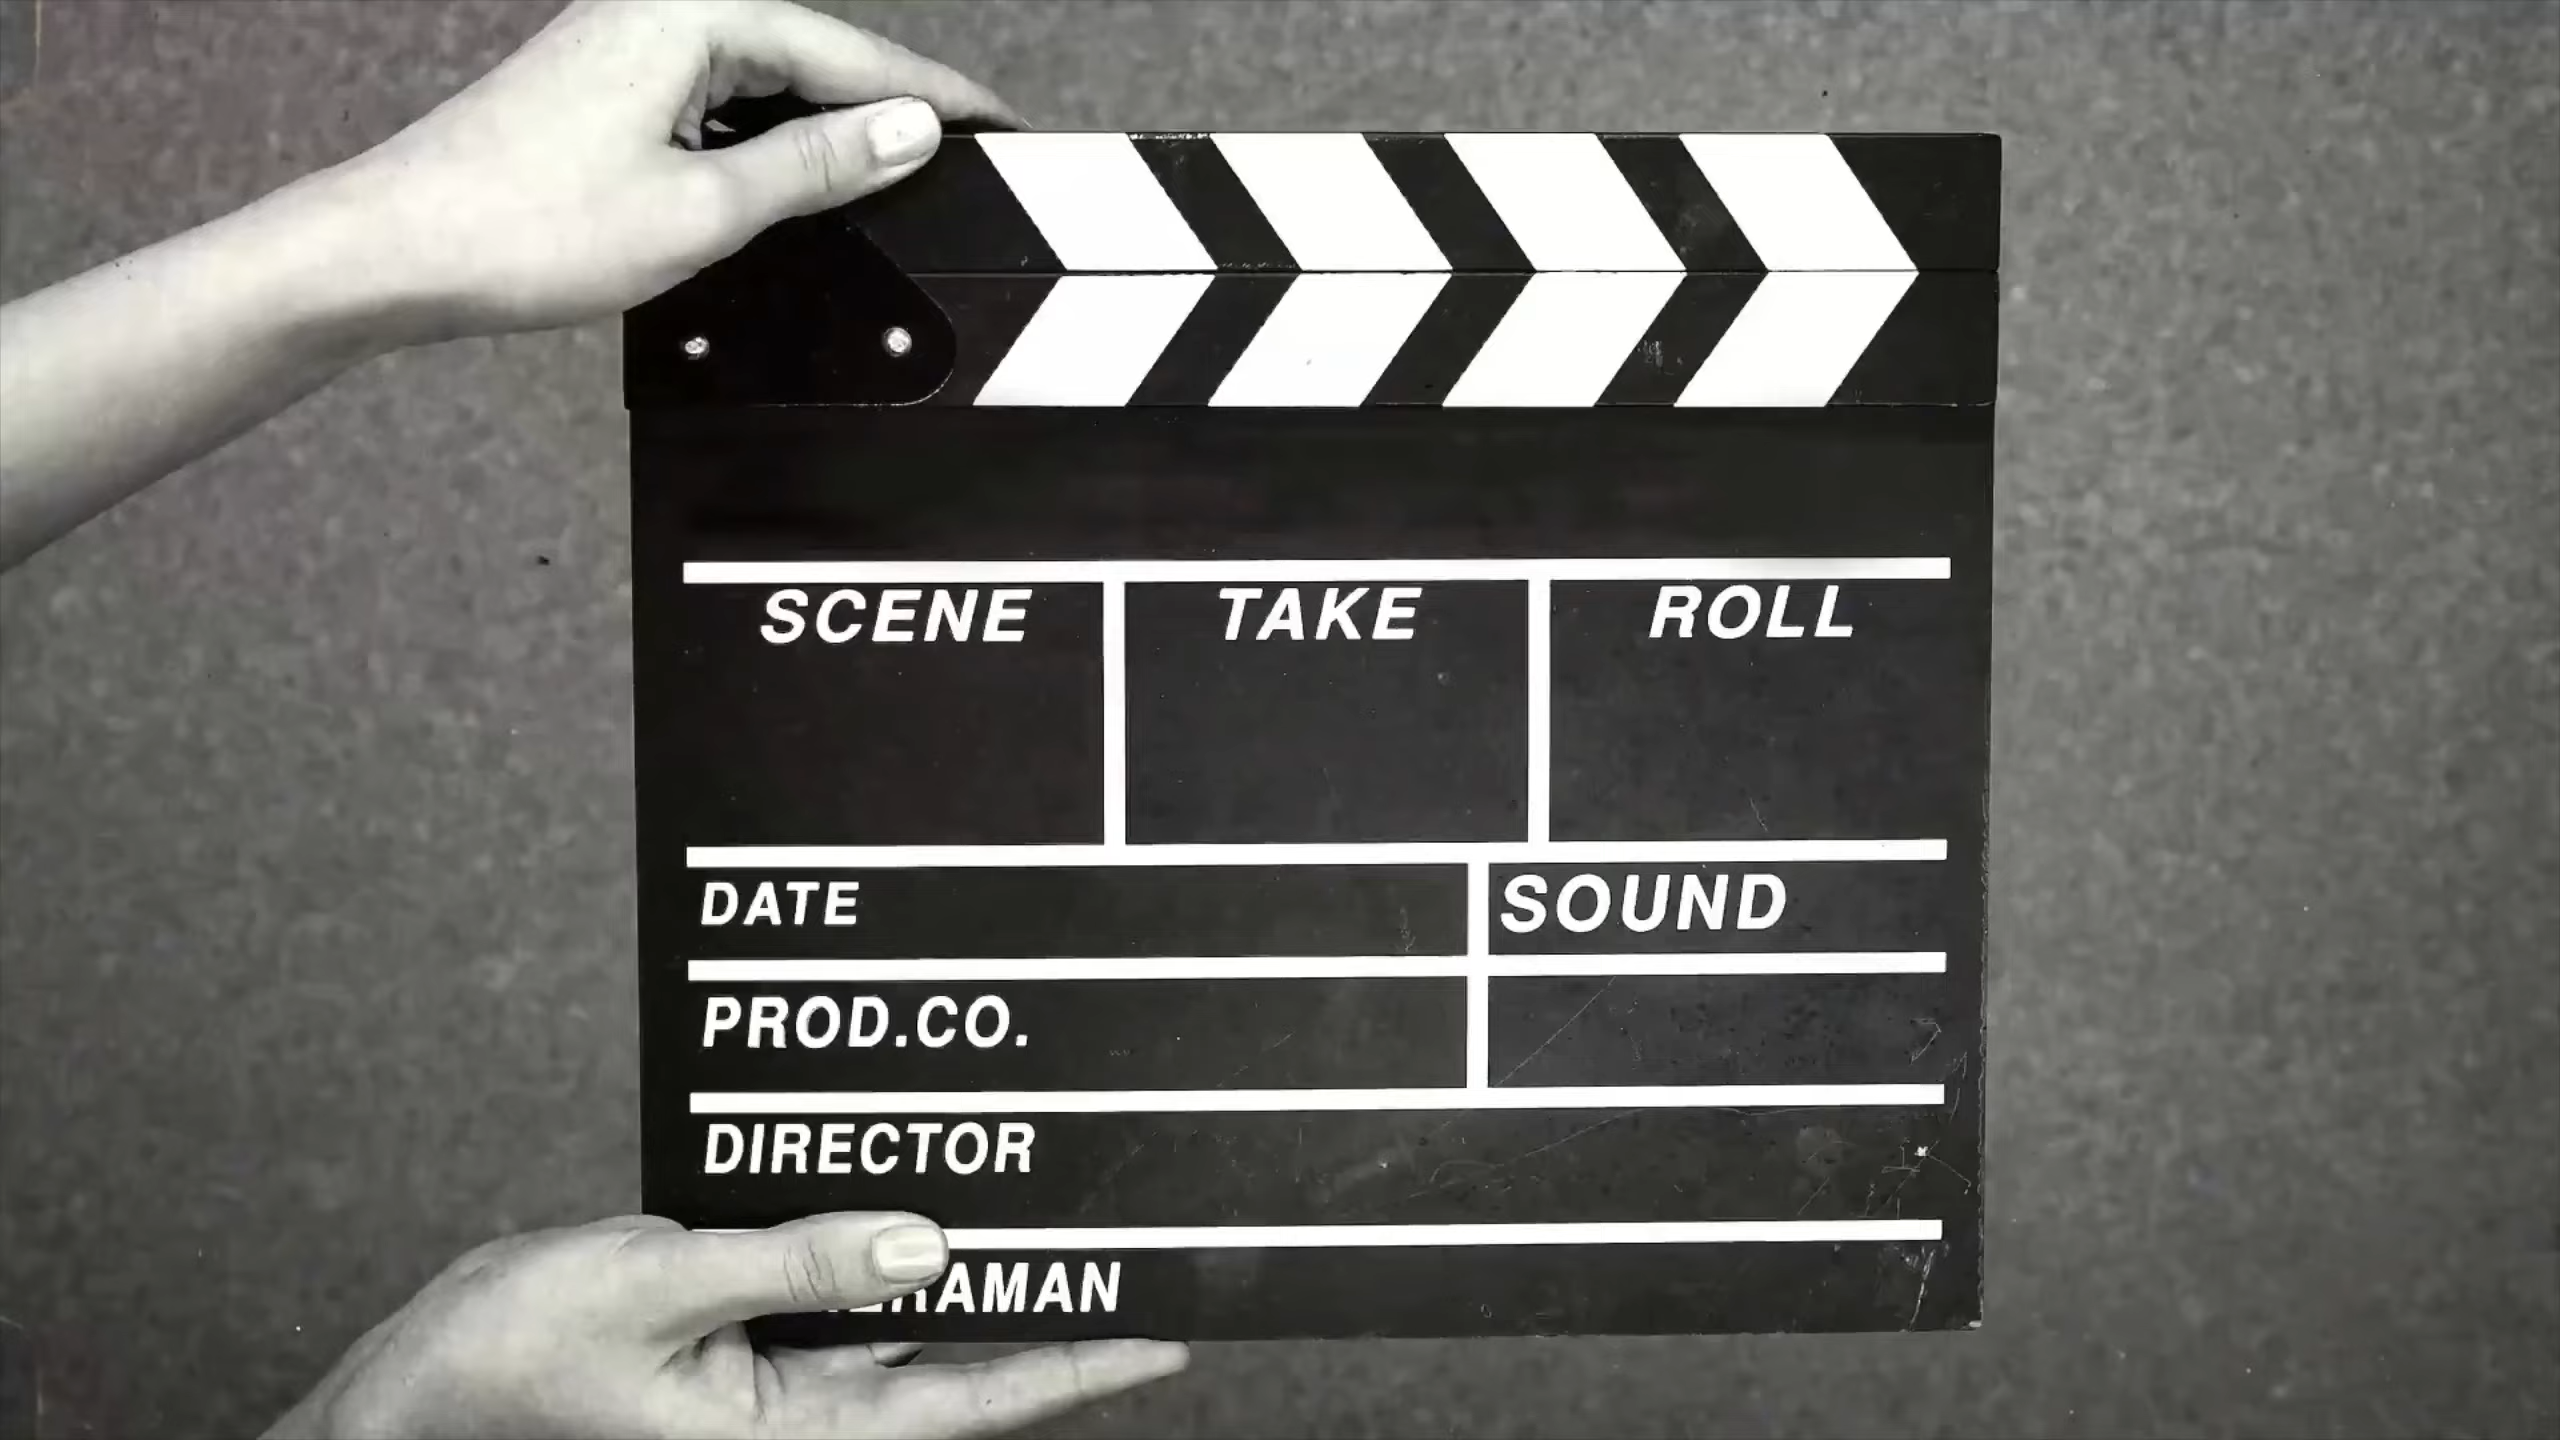 SCENE TAKE ROLL
DATE SOUND
PROD.CO.
DIRECTOR